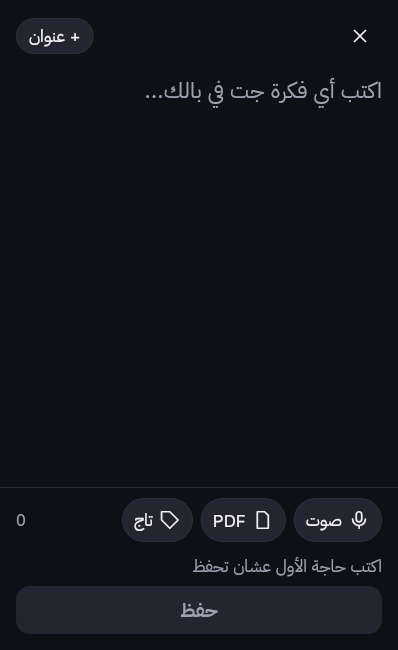 + عنوان
اكتب أي فكرة جت في بالك...
صوت
PDF
تاج
0
اكتب حاجة الأول عشان تحفظ
حفظ